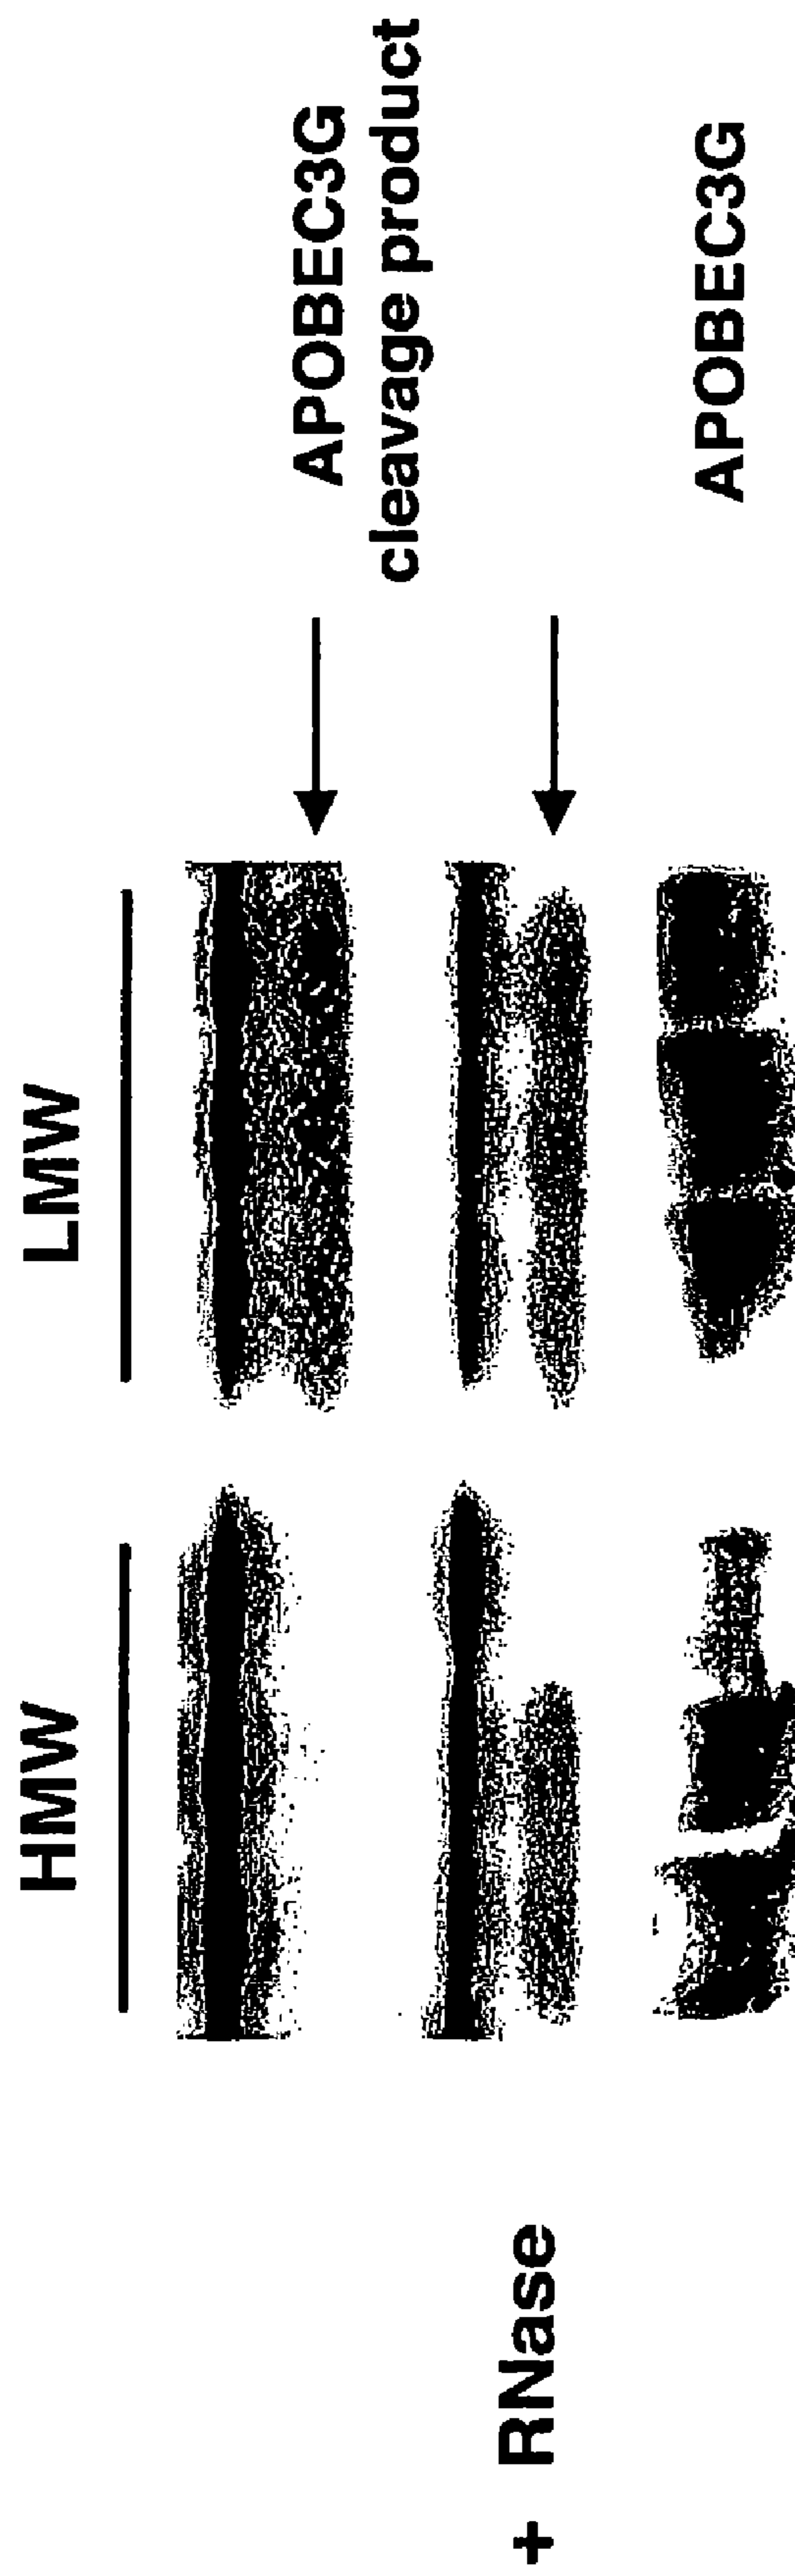 HMW
LMW
APOBEC3G
cleavage product
+ RNase
APOBEC3G